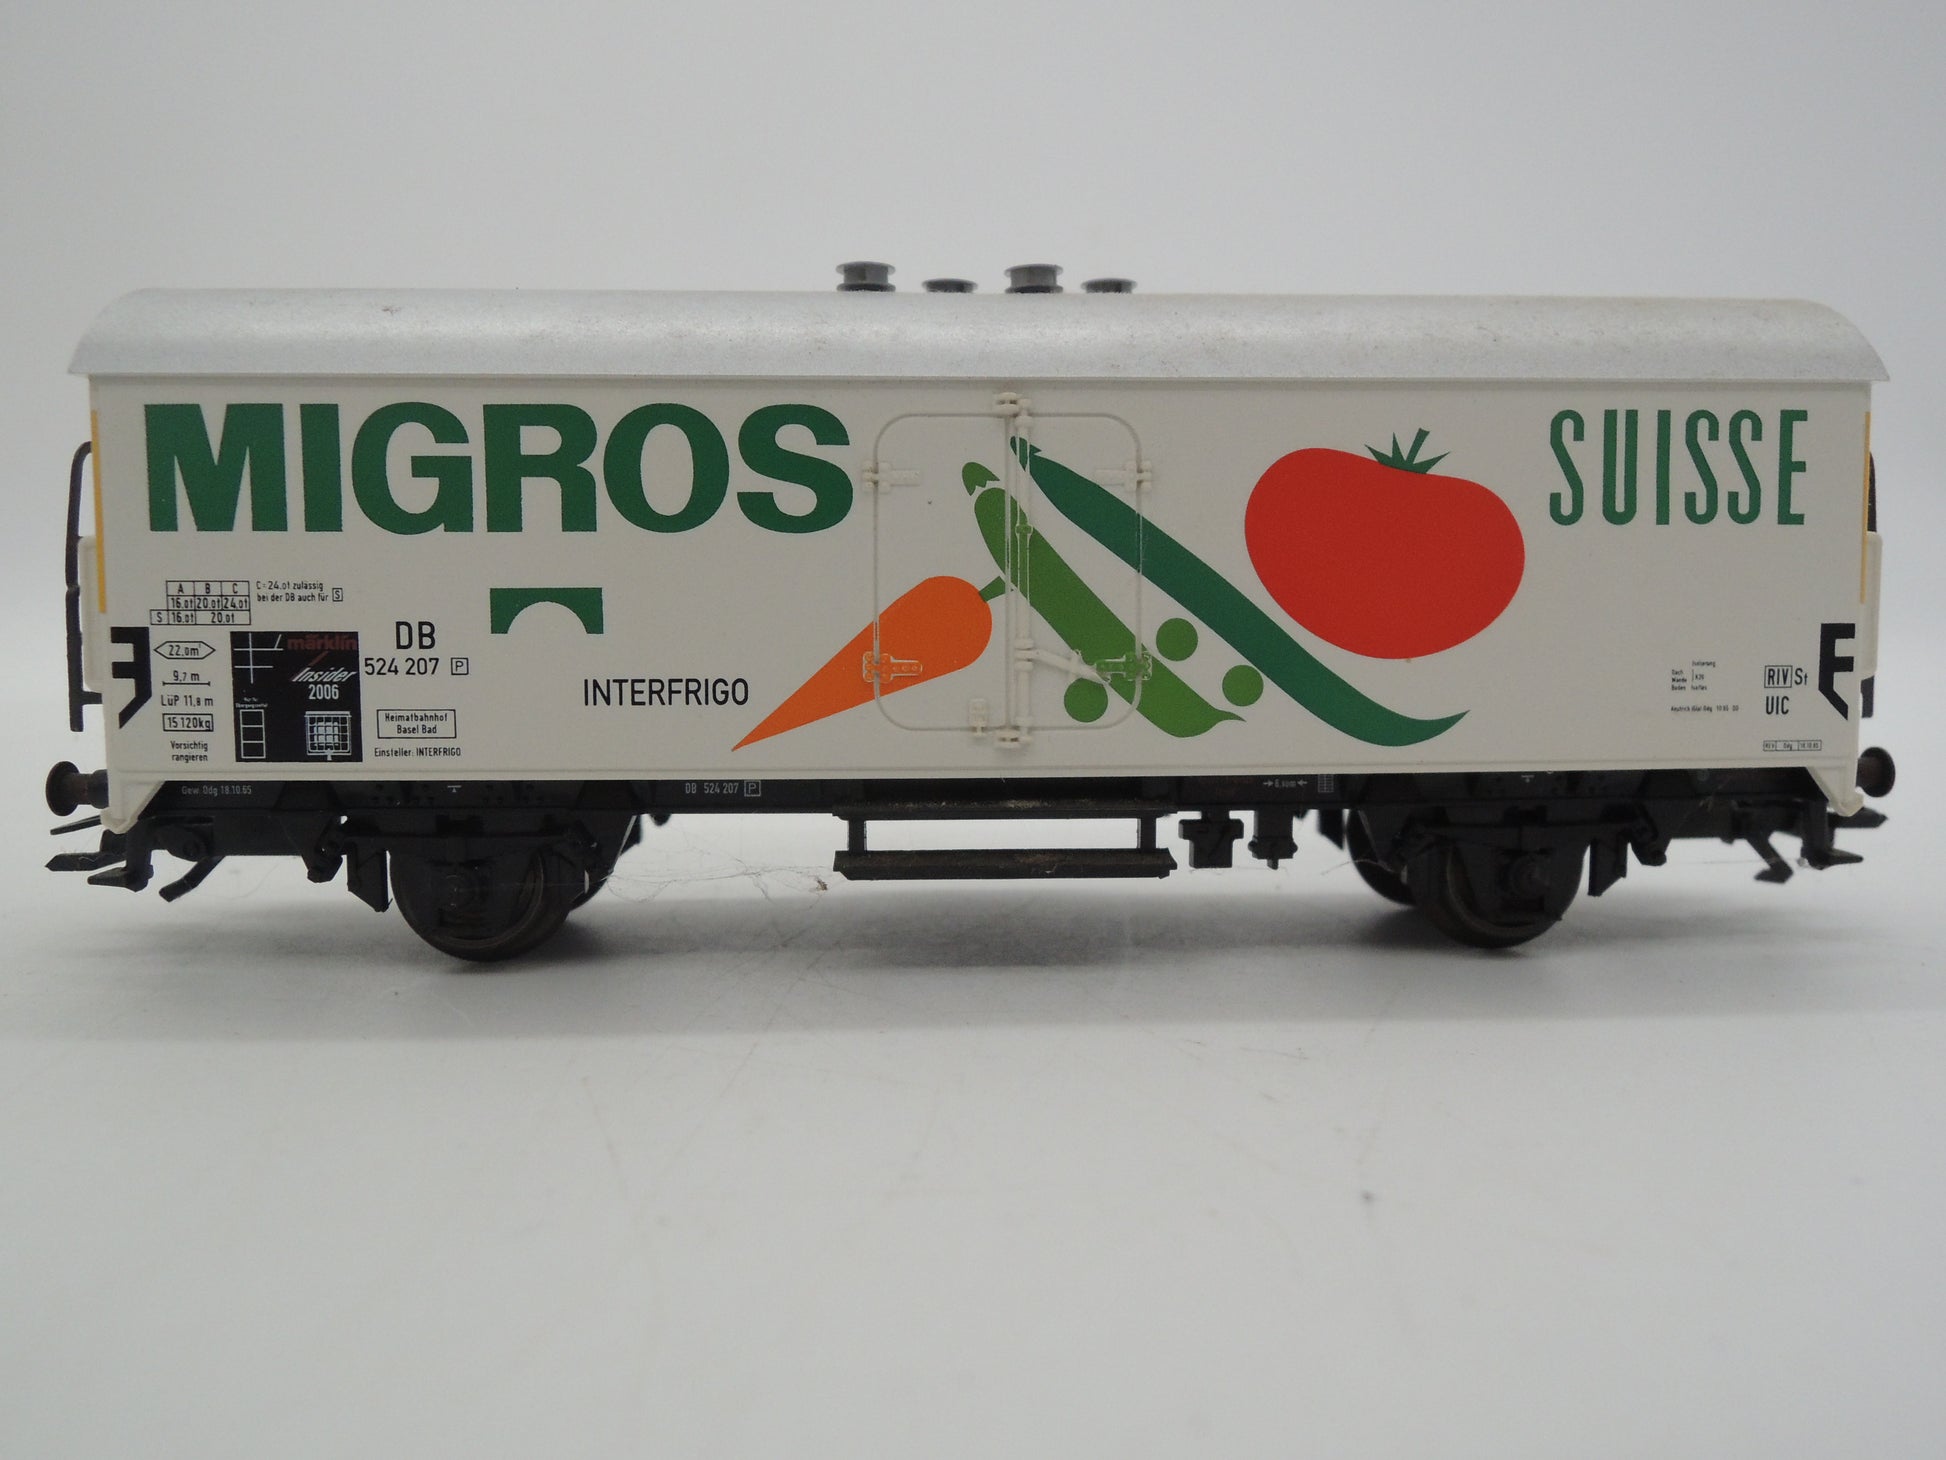 MIGROS
SUISSE
A B C
16.0t 20.0t 24.0t
S 16.0t 20.0t
C=24.0t zulässig
bei der DB auch für S
22.0m²
9,7 m
LüP 11,8 m
15 120kg
Vorsichtig
rangieren
märklin
Insider
2006
DB
524 207 P
Heimatbahnhof
Basel Bad
Einsteller: INTERFRIGO
INTERFRIGO
Isolierung
RIV St
UIC
Gew. Odg 18.10.65
DB 524 207 P